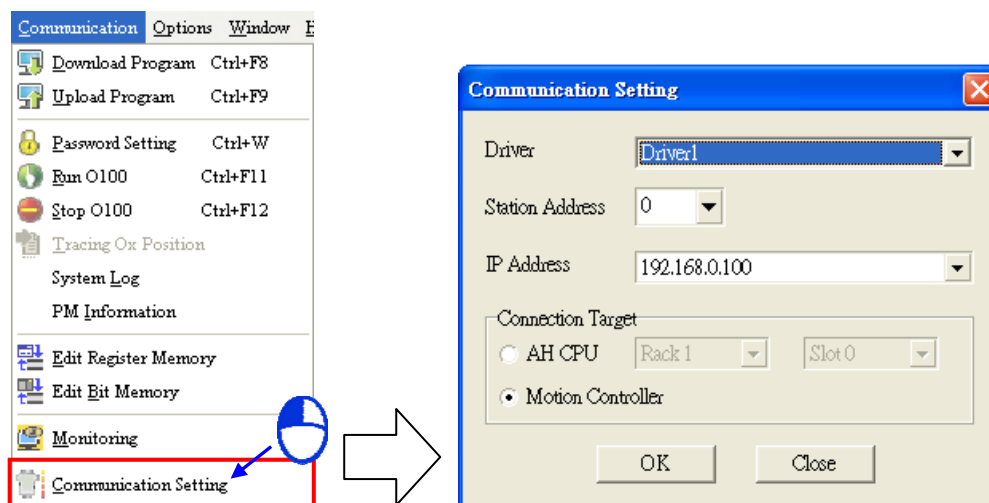 Communication Options Window
Download Program Ctrl+F8
Upload Program Ctrl+F9
Password Setting Ctrl+W
Run O100 Ctrl+F11
Stop O100 Ctrl+F12
Tracing Ox Position
System Log
PM Information
Edit Register Memory
Edit Bit Memory
Monitoring
Communication Setting
Communication Setting
Driver Driver1
Station Address 0
IP Address 192.168.0.100
Connection Target
AH CPU Rack 1 Slot 0
Motion Controller
OK Close